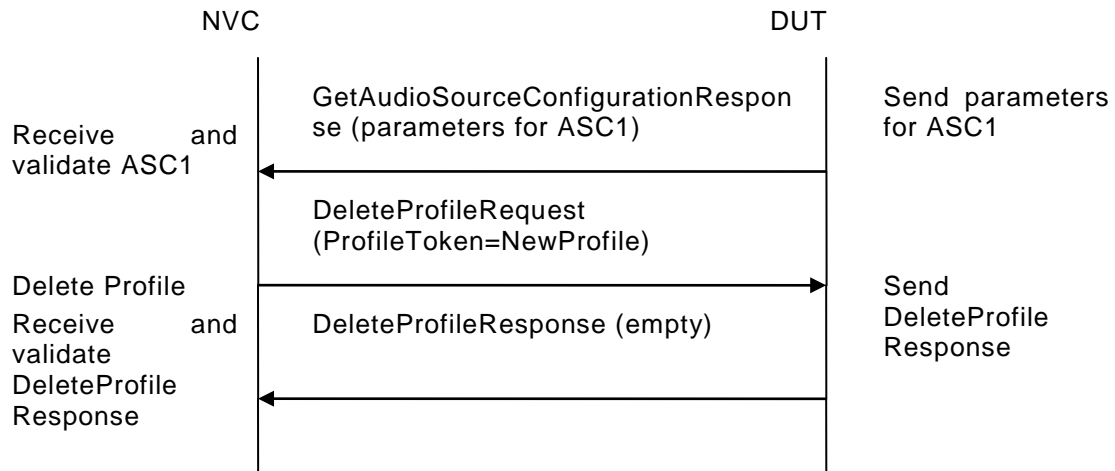 NVC
DUT
GetAudioSourceConfigurationRespon
se (parameters for ASC1)
Send parameters
for ASC1
Receive and
validate ASC1
DeleteProfileRequest
(ProfileToken=NewProfile)
Delete Profile
Send
DeleteProfile
Response
Receive and
validate
DeleteProfile
Response
DeleteProfileResponse (empty)